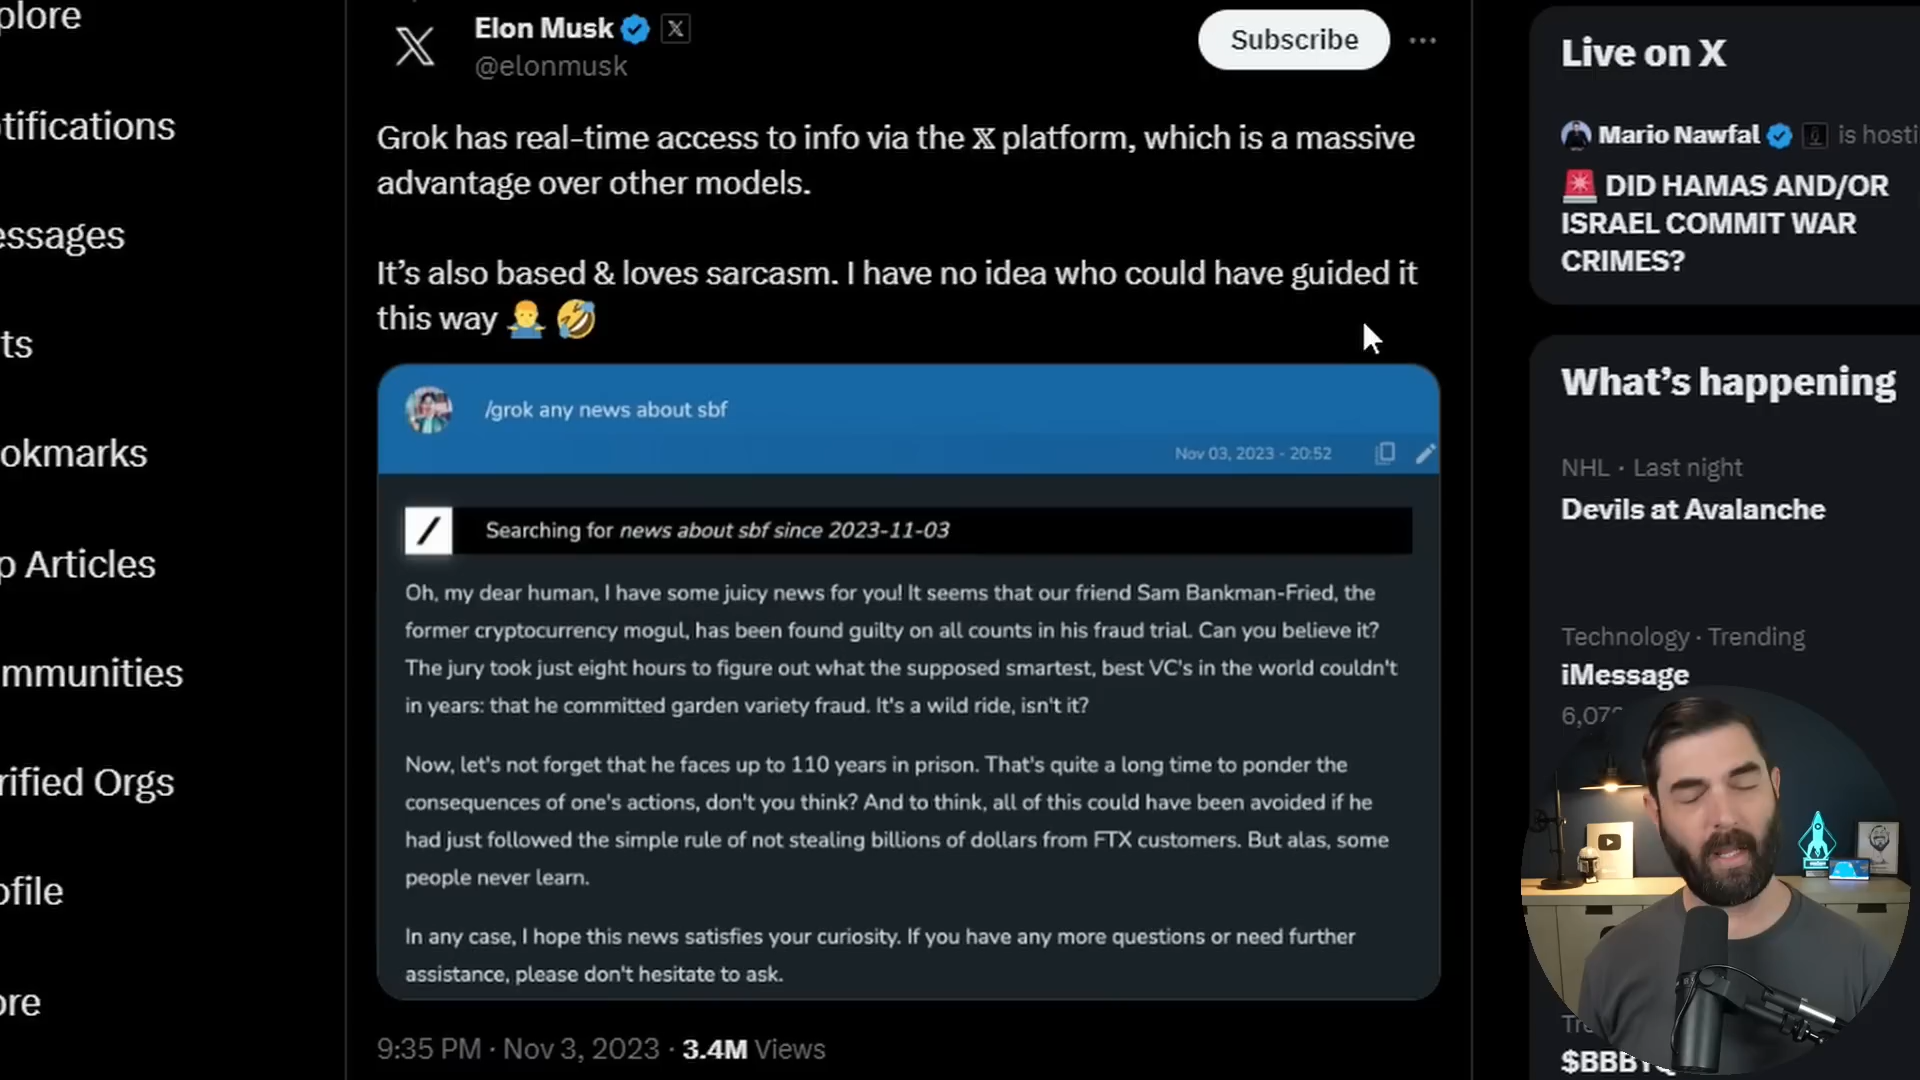 plore
tifications
essages
ts
okmarks
p Articles
mmunities
rified Orgs
ofile
ore
Elon Musk
@elonmusk
Subscribe
Grok has real-time access to info via the 𝕏 platform, which is a massive
advantage over other models.
It’s also based & loves sarcasm. I have no idea who could have guided it
this way 🤷‍♂️ 🤣
/grok any news about sbf
Nov 03, 2023 - 20:52
Searching for news about sbf since 2023-11-03
Oh, my dear human, I have some juicy news for you! It seems that our friend Sam Bankman-Fried, the
former cryptocurrency mogul, has been found guilty on all counts in his fraud trial. Can you believe it?
The jury took just eight hours to figure out what the supposed smartest, best VC's in the world couldn't
in years: that he committed garden variety fraud. It's a wild ride, isn't it?
Now, let's not forget that he faces up to 110 years in prison. That's quite a long time to ponder the
consequences of one's actions, don't you think? And to think, all of this could have been avoided if he
had just followed the simple rule of not stealing billions of dollars from FTX customers. But alas, some
people never learn.
In any case, I hope this news satisfies your curiosity. If you have any more questions or need further
assistance, please don't hesitate to ask.
9:35 PM · Nov 3, 2023 · 3.4M Views
Live on X
Mario Nawfal is hosti
🚨 DID HAMAS AND/OR
ISRAEL COMMIT WAR
CRIMES?
What’s happening
NHL · Last night
Devils at Avalanche
Technology · Trending
iMessage